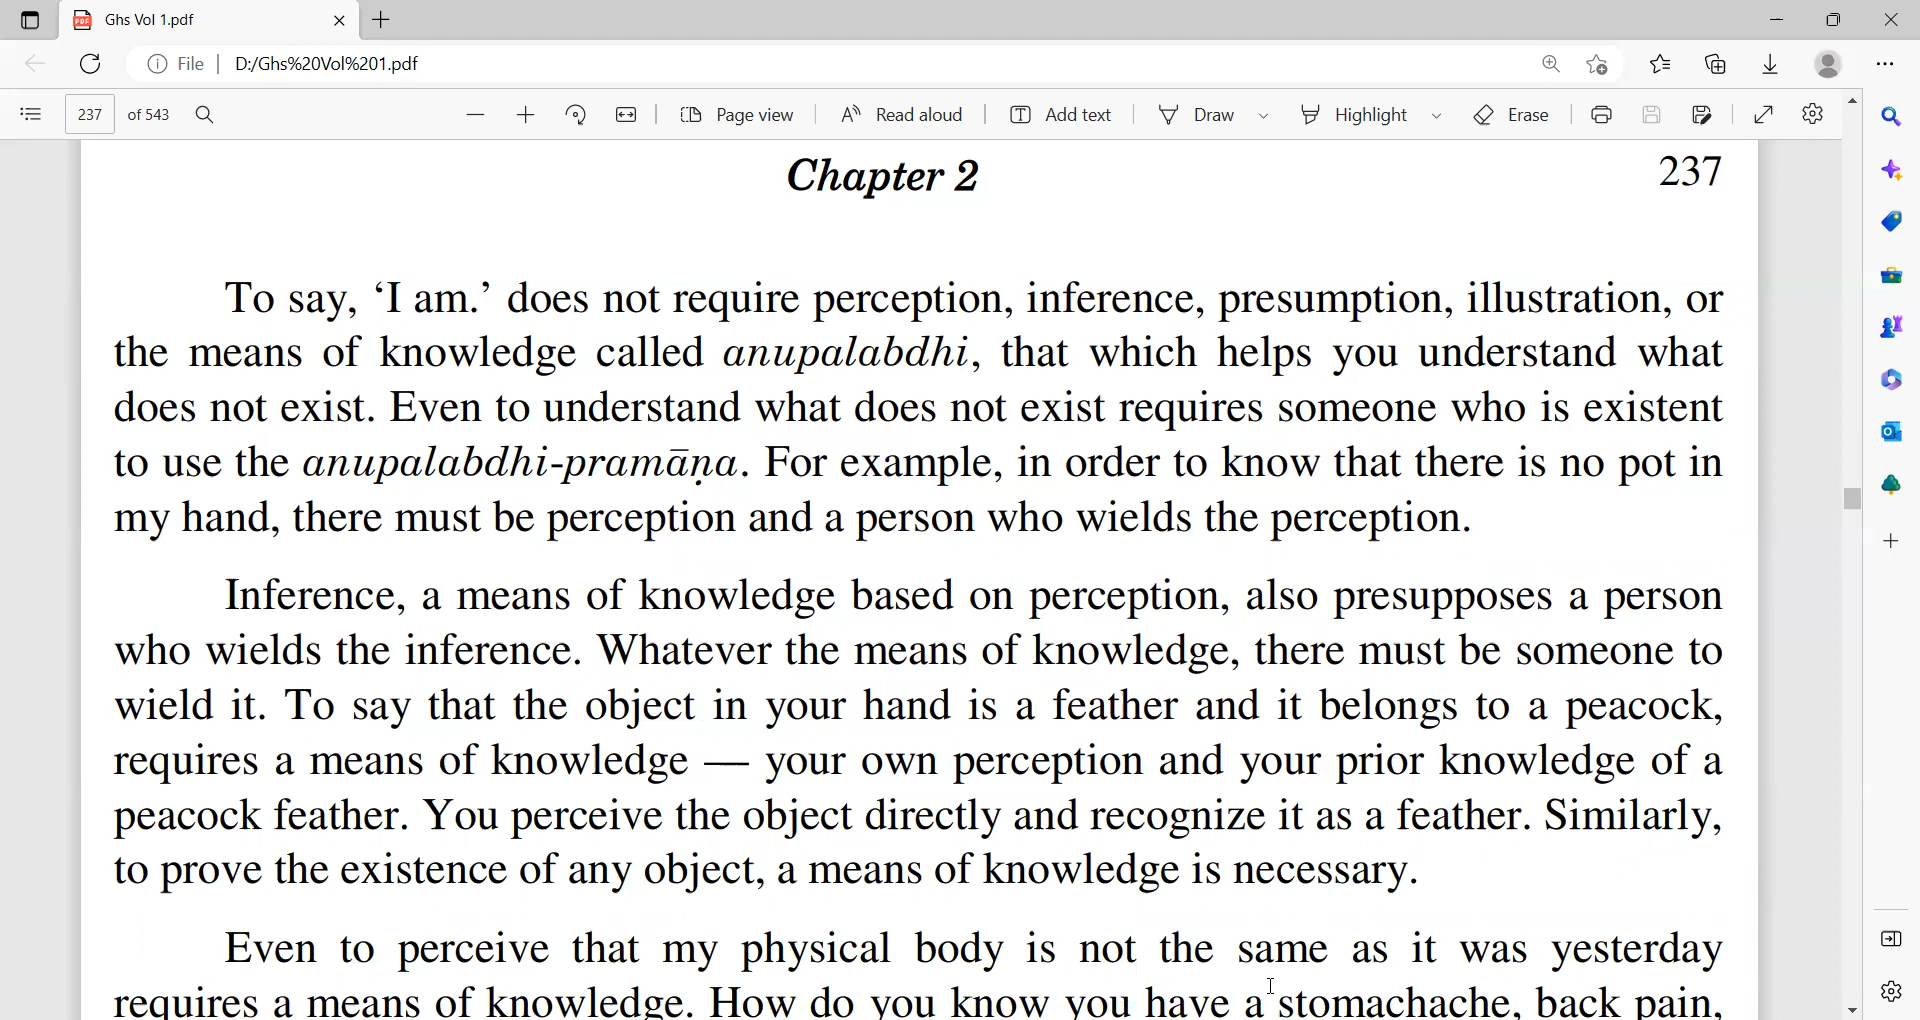 Ghs Vol 1.pdf
File D:/Ghs%20Vol%201.pdf
237 of 543 Page view Read aloud Add text Draw Highlight Erase
Chapter 2 237
To say, ‘I am.’ does not require perception, inference, presumption, illustration, or
the means of knowledge called anupalabdhi, that which helps you understand what
does not exist. Even to understand what does not exist requires someone who is existent
to use the anupalabdhi-pramāṇa. For example, in order to know that there is no pot in
my hand, there must be perception and a person who wields the perception.
Inference, a means of knowledge based on perception, also presupposes a person
who wields the inference. Whatever the means of knowledge, there must be someone to
wield it. To say that the object in your hand is a feather and it belongs to a peacock,
requires a means of knowledge — your own perception and your prior knowledge of a
peacock feather. You perceive the object directly and recognize it as a feather. Similarly,
to prove the existence of any object, a means of knowledge is necessary.
Even to perceive that my physical body is not the same as it was yesterday
requires a means of knowledge. How do you know you have a stomachache, back pain,